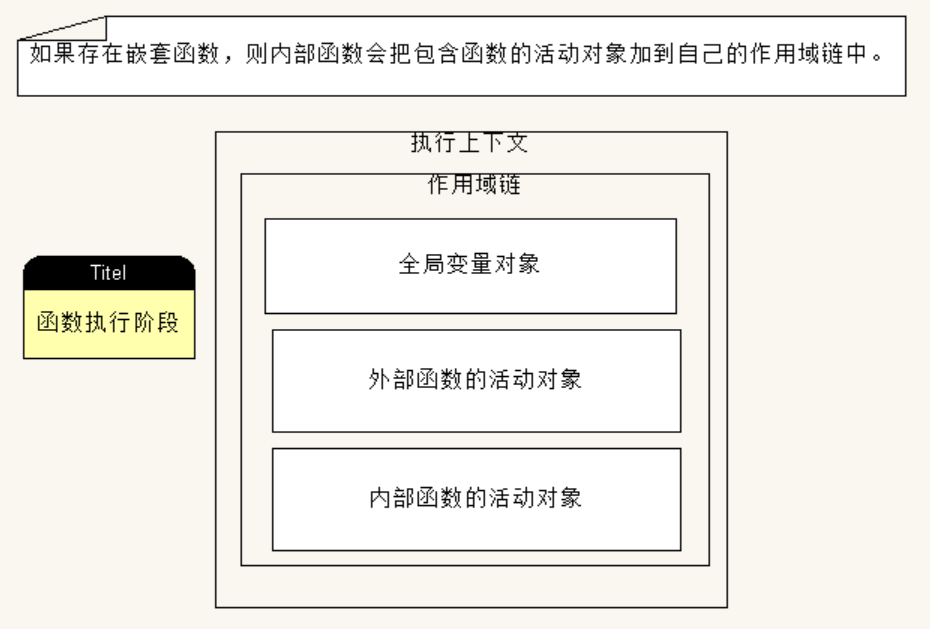 如果存在嵌套函数，则内部函数会把包含函数的活动对象加到自己的作用域链中。
执行上下文
作用域链
全局变量对象
Titel
函数执行阶段
外部函数的活动对象
内部函数的活动对象